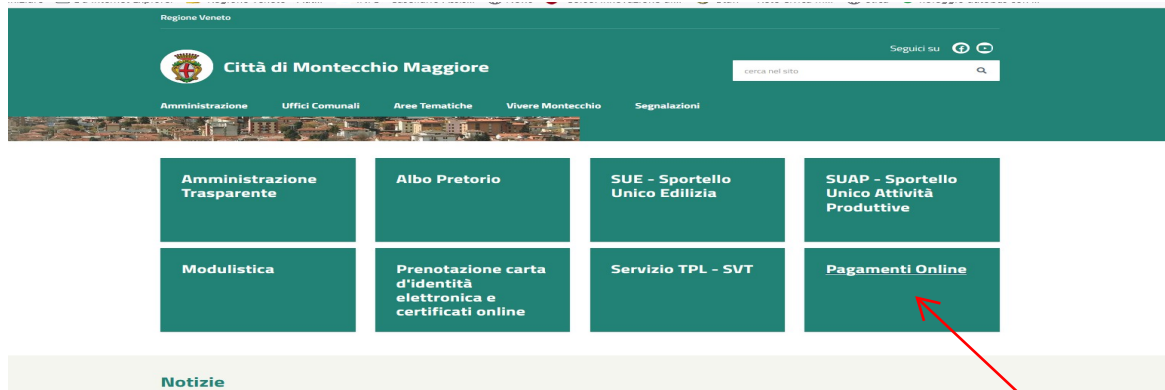 Regione Veneto
Seguici su
Città di Montecchio Maggiore
cerca nel sito
Amministrazione Uffici Comunali Aree Tematiche Vivere Montecchio Segnalazioni
Amministrazione
Trasparente
Albo Pretorio
SUE - Sportello
Unico Edilizia
SUAP - Sportello
Unico Attività
Produttive
Modulistica
Prenotazione carta
d'identità
elettronica e
certificati online
Servizio TPL - SVT
Pagamenti Online
Notizie